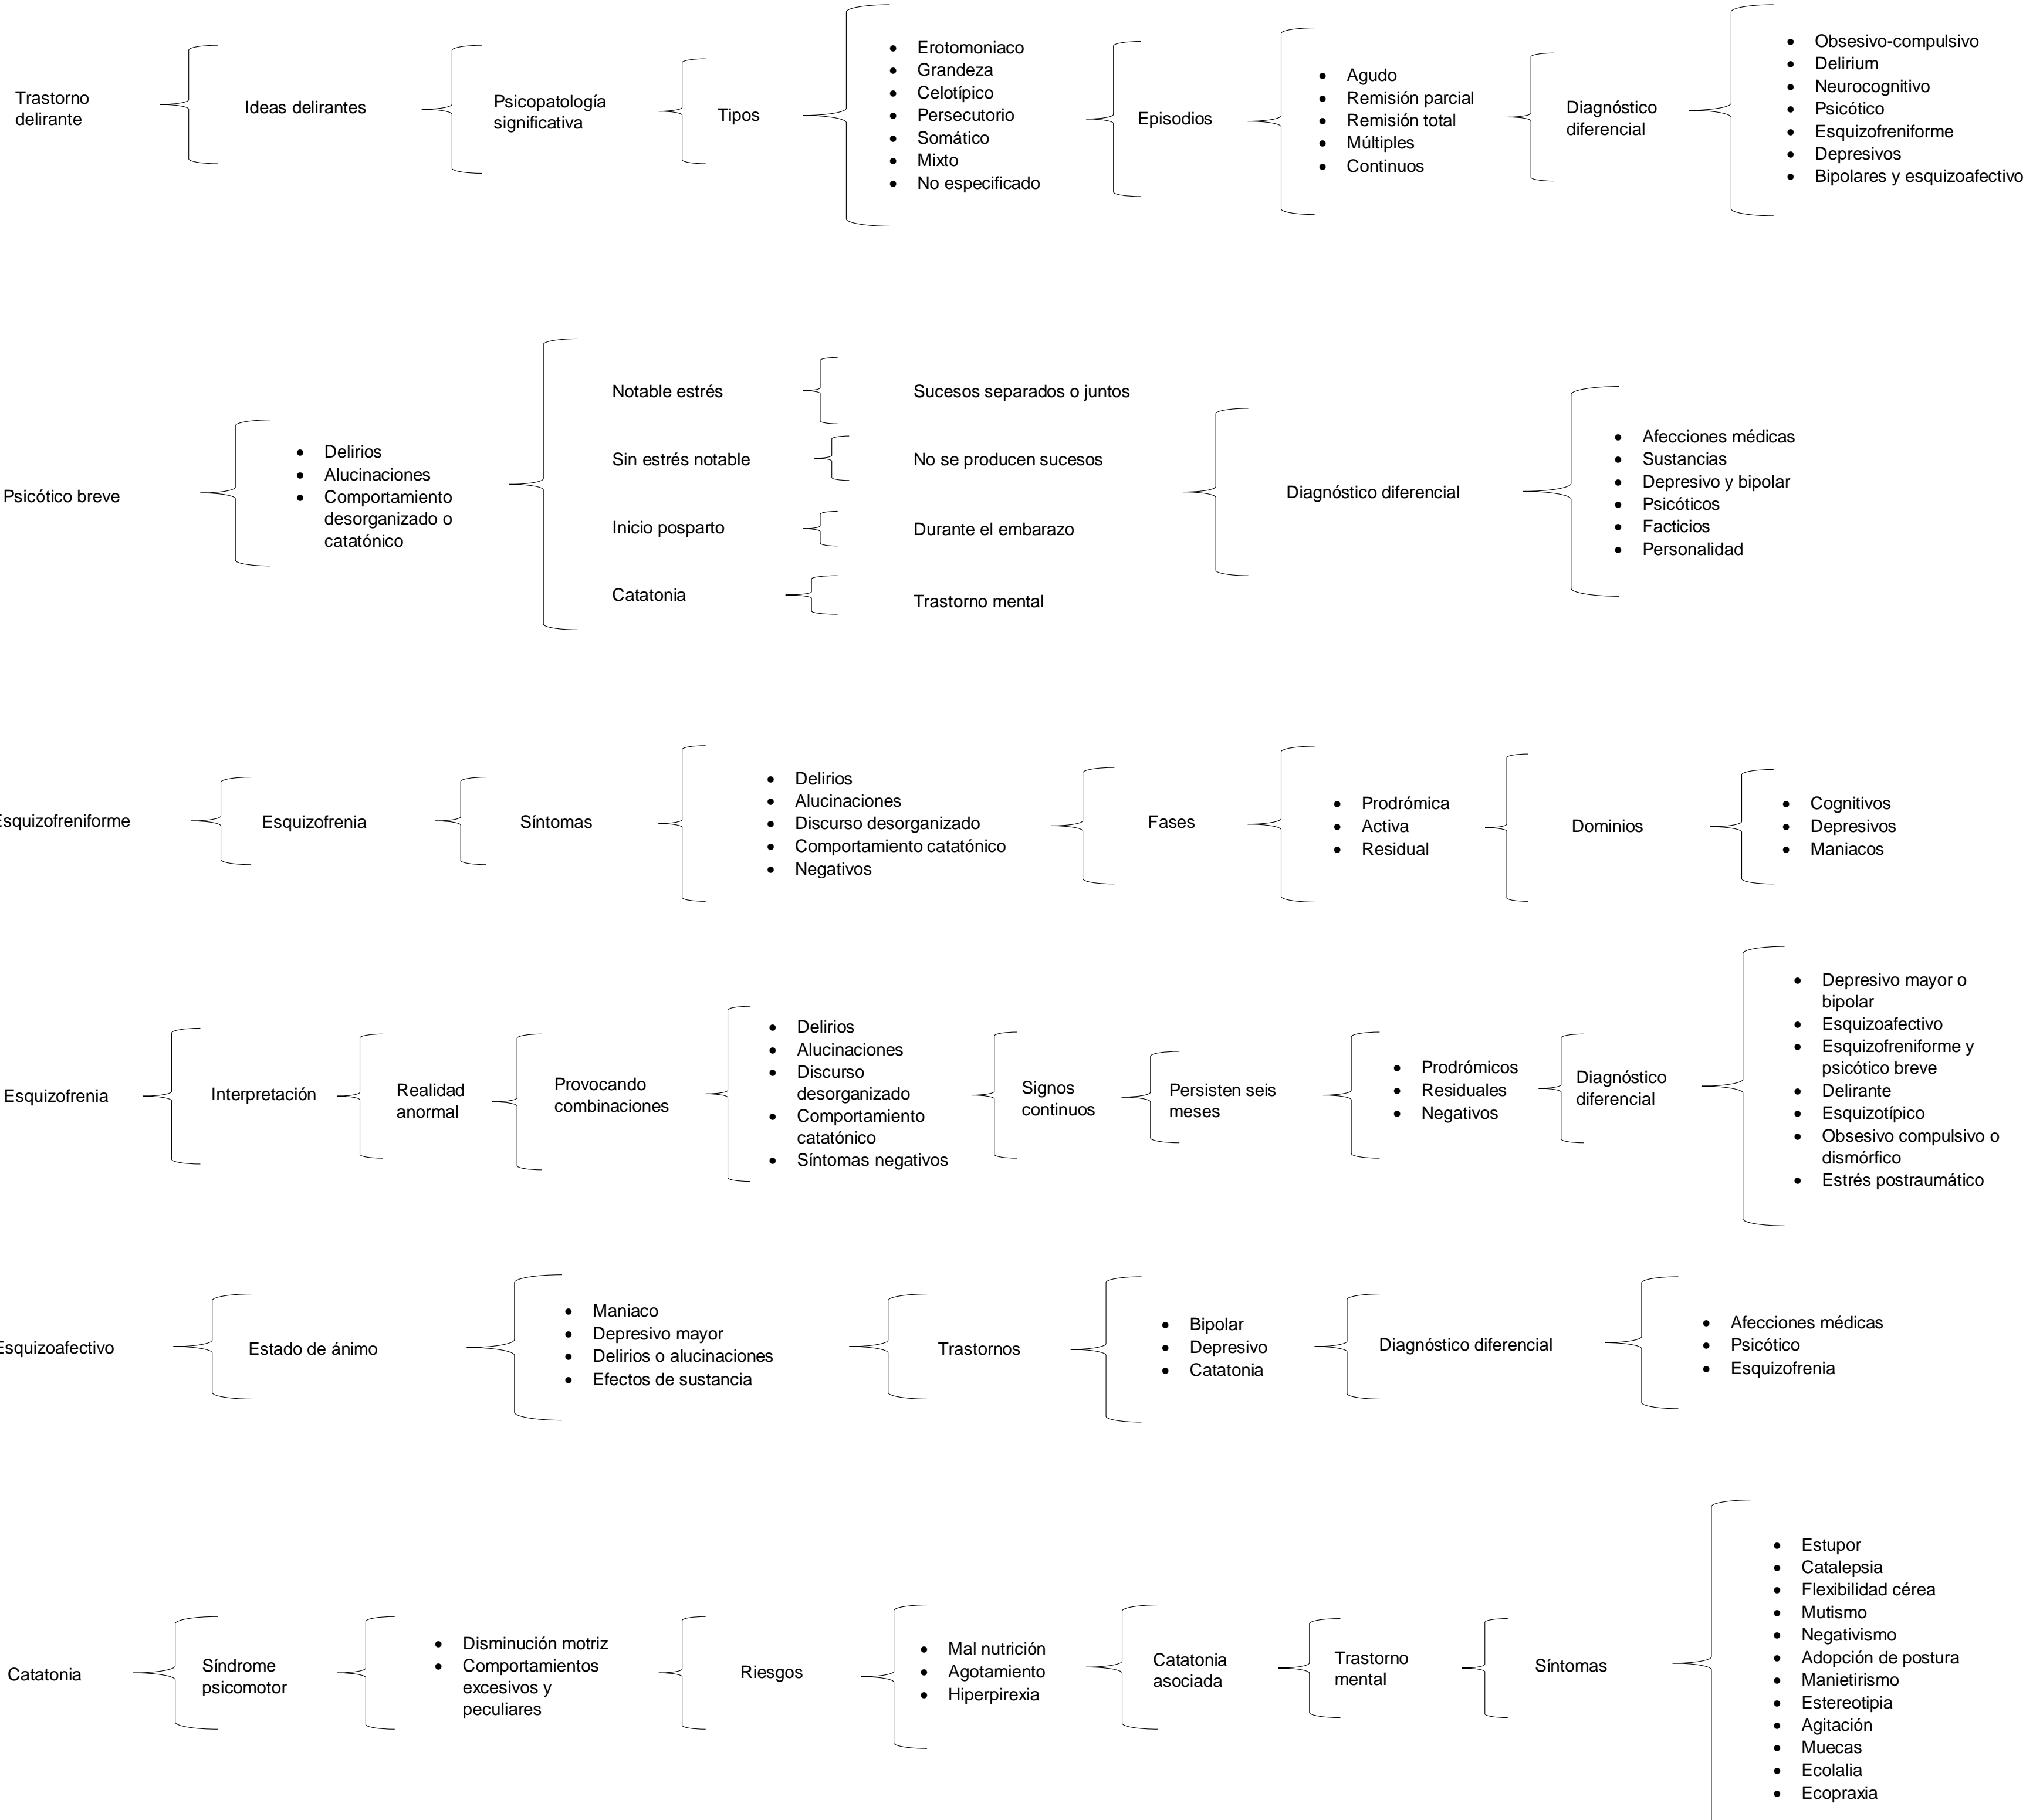 Trastorno
delirante
Ideas delirantes
Psicopatología
significativa
Tipos
• Erotomoniaco
• Grandeza
• Celotípico
• Persecutorio
• Somático
• Mixto
• No especificado
Episodios
• Agudo
• Remisión parcial
• Remisión total
• Múltiples
• Continuos
Diagnóstico
diferencial
• Obsesivo-compulsivo
• Delirium
• Neurocognitivo
• Psicótico
• Esquizofreniforme
• Depresivos
• Bipolares y esquizoafectivo
Psicótico breve
• Delirios
• Alucinaciones
• Comportamiento
desorganizado o
catatónico
Notable estrés
Sucesos separados o juntos
Sin estrés notable
No se producen sucesos
Inicio posparto
Durante el embarazo
Catatonia
Trastorno mental
Diagnóstico diferencial
• Afecciones médicas
• Sustancias
• Depresivo y bipolar
• Psicóticos
• Facticios
• Personalidad
Esquizofreniforme
Esquizofrenia
Síntomas
• Delirios
• Alucinaciones
• Discurso desorganizado
• Comportamiento catatónico
• Negativos
Fases
• Prodrómica
• Activa
• Residual
Dominios
• Cognitivos
• Depresivos
• Maniacos
Esquizofrenia
Interpretación
Realidad
anormal
Provocando
combinaciones
• Delirios
• Alucinaciones
• Discurso
desorganizado
• Comportamiento
catatónico
• Síntomas negativos
Signos
continuos
Persisten seis
meses
• Prodrómicos
• Residuales
• Negativos
Diagnóstico
diferencial
• Depresivo mayor o
bipolar
• Esquizoafectivo
• Esquizofreniforme y
psicótico breve
• Delirante
• Esquizotípico
• Obsesivo compulsivo o
dismórfico
• Estrés postraumático
Esquizoafectivo
Estado de ánimo
• Maniaco
• Depresivo mayor
• Delirios o alucinaciones
• Efectos de sustancia
Trastornos
• Bipolar
• Depresivo
• Catatonia
Diagnóstico diferencial
• Afecciones médicas
• Psicótico
• Esquizofrenia
Catatonia
Síndrome
psicomotor
• Disminución motriz
• Comportamientos
excesivos y
peculiares
Riesgos
• Mal nutrición
• Agotamiento
• Hiperpirexia
Catatonia
asociada
Trastorno
mental
Síntomas
• Estupor
• Catalepsia
• Flexibilidad cérea
• Mutismo
• Negativismo
• Adopción de postura
• Manietirismo
• Estereotipia
• Agitación
• Muecas
• Ecolalia
• Ecopraxia